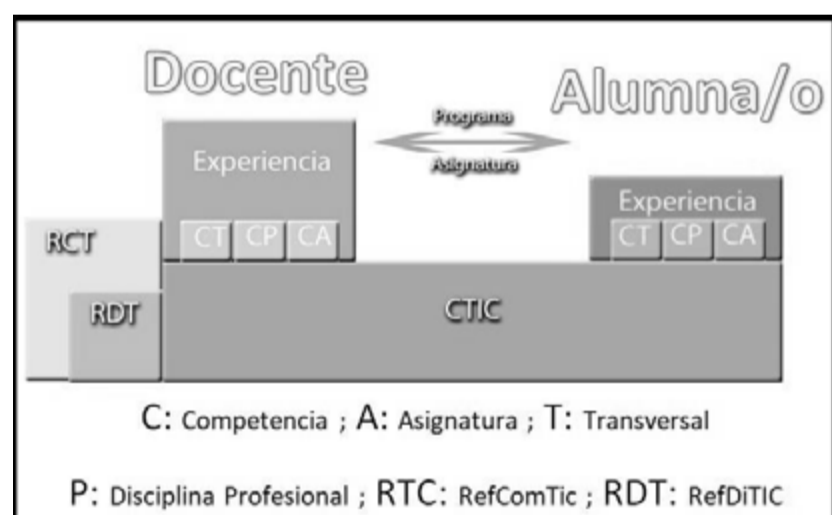 Docente
Alumna/o
Programa
Asignatura
Experiencia
CT CP CA
Experiencia
CT CP CA
RCT
RDT
CTIC
C: Competencia ; A: Asignatura ; T: Transversal
P: Disciplina Profesional ; RTC: RefComTic ; RDT: RefDiTIC